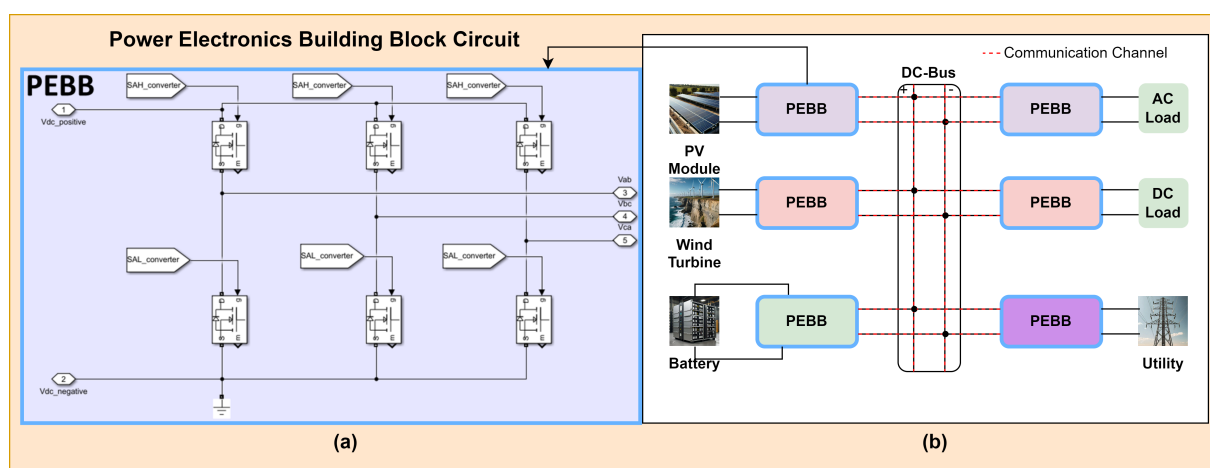 Power Electronics Building Block Circuit
PEBB
SAH_converter
SAH_converter
SAH_converter
1
Vdc_positive
D
g
S
m
D
g
S
m
D
g
S
m
Vab
3
Vbc
4
Vca
5
SAL_converter
SAL_converter
SAL_converter
D
g
S
m
D
g
S
m
D
g
S
m
2
Vdc_negative
(a)
Communication Channel
DC-Bus
+ -
PEBB
PEBB
AC
Load
PV
Module
PEBB
PEBB
DC
Load
Wind
Turbine
PEBB
PEBB
Battery
Utility
(b)